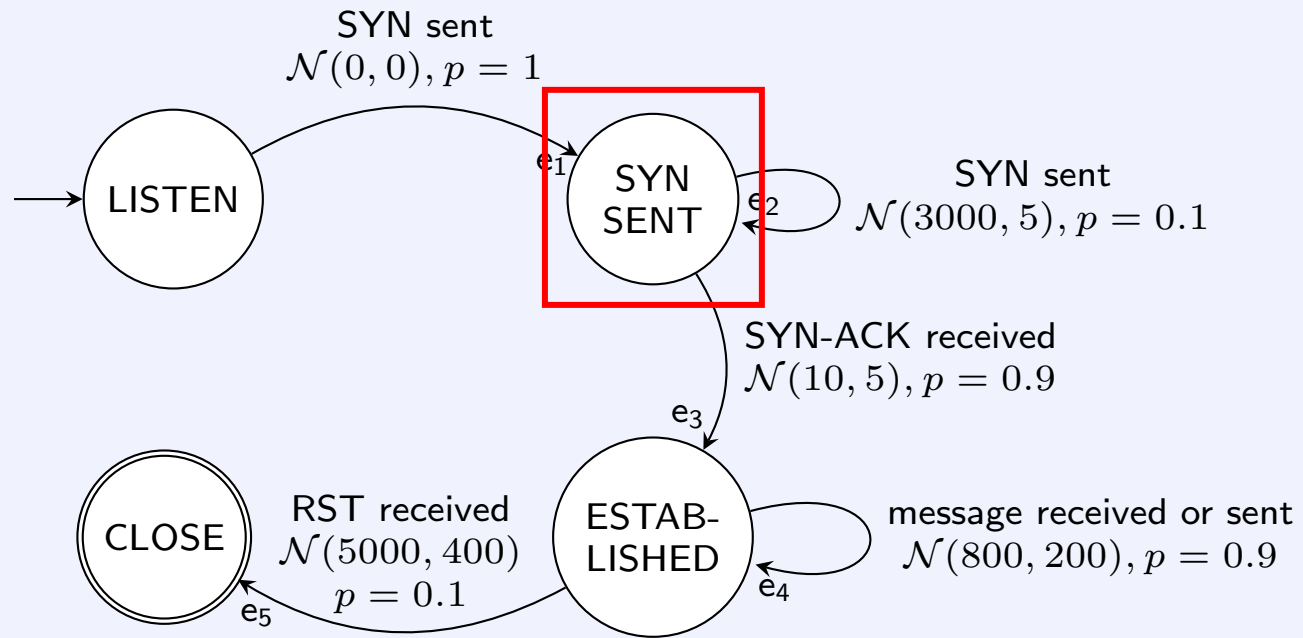 SYN sent
𝒩(0, 0), p = 1
e₁
LISTEN
SYN
SENT
e₂
SYN sent
𝒩(3000, 5), p = 0.1
SYN-ACK received
𝒩(10, 5), p = 0.9
e₃
CLOSE
RST received
𝒩(5000, 400)
p = 0.1
e₅
ESTAB-
LISHED
e₄
message received or sent
𝒩(800, 200), p = 0.9